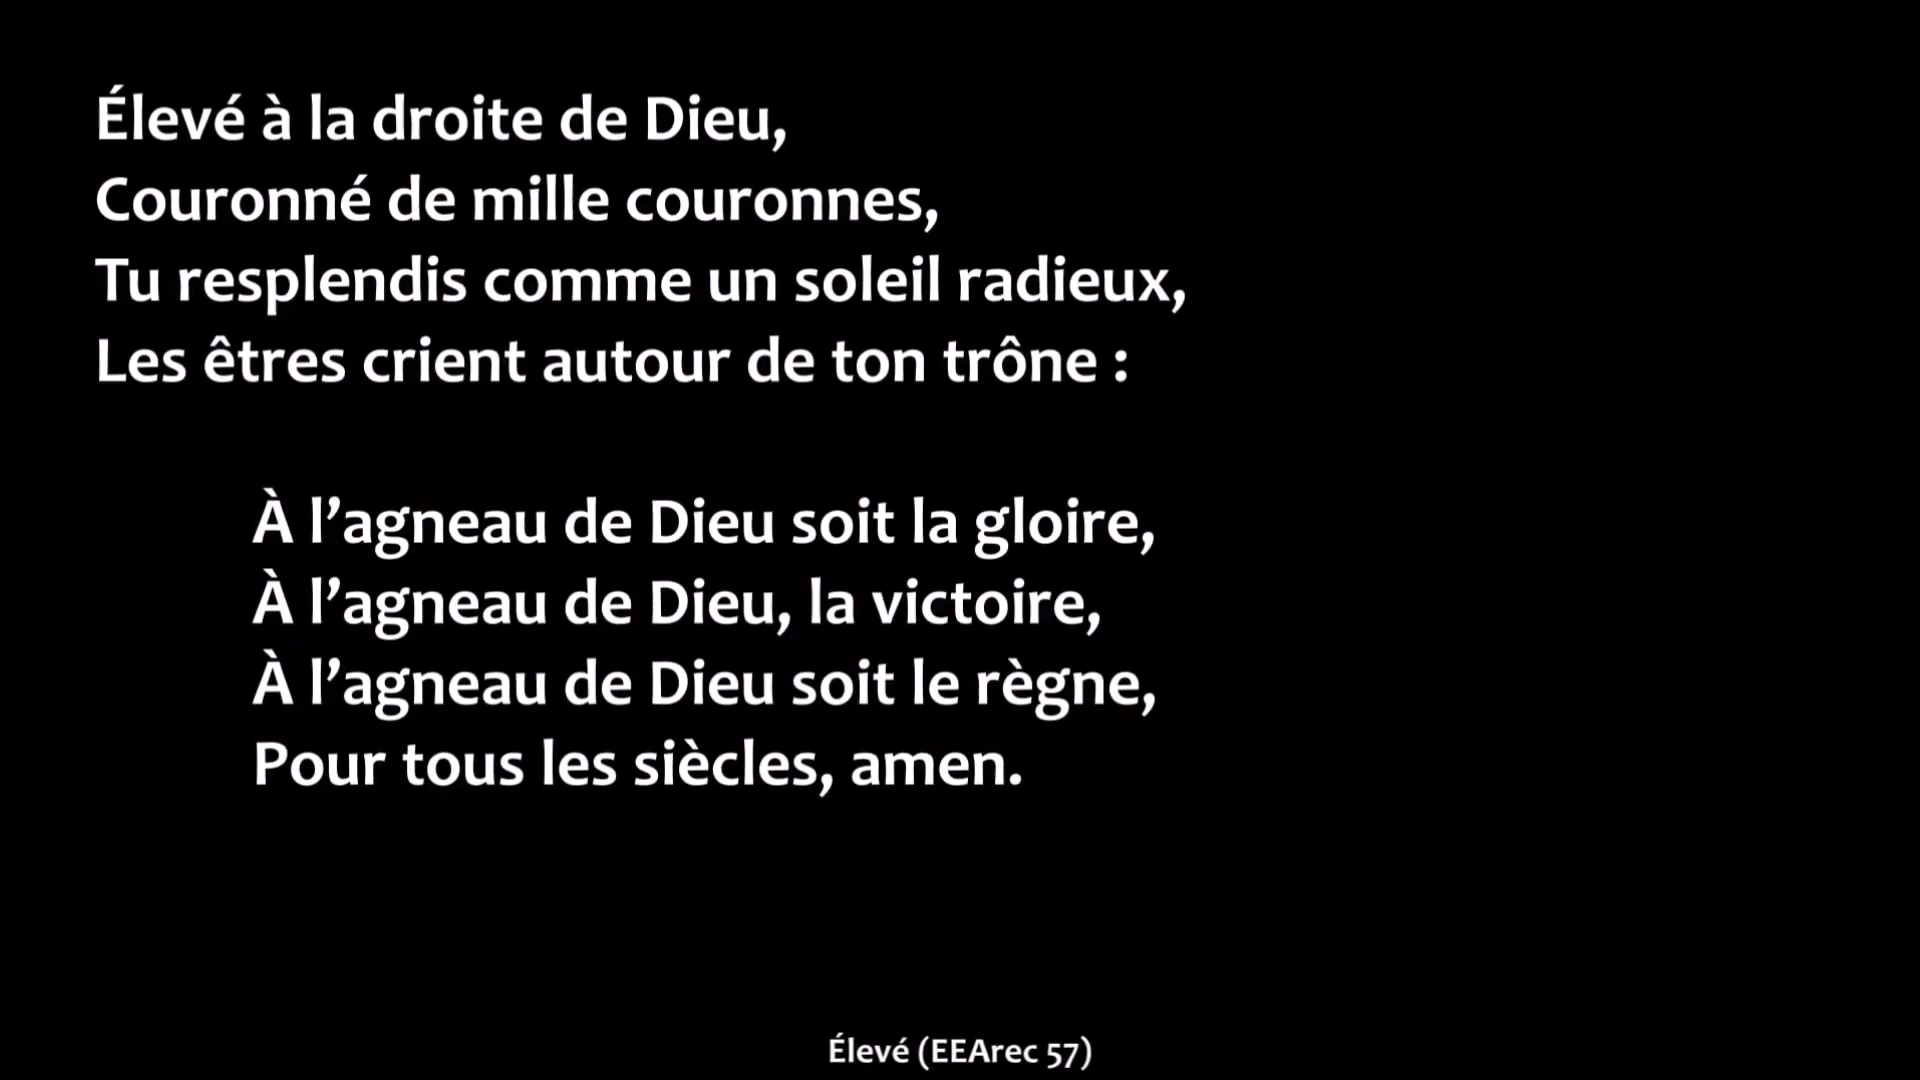 Élevé à la droite de Dieu,
Couronné de mille couronnes,
Tu resplendis comme un soleil radieux,
Les êtres crient autour de ton trône :
À l’agneau de Dieu soit la gloire,
À l’agneau de Dieu, la victoire,
À l’agneau de Dieu soit le règne,
Pour tous les siècles, amen.
Élevé (EEArec 57)